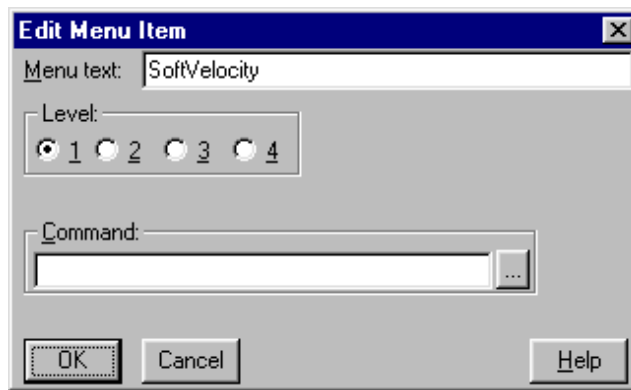 Edit Menu Item
Menu text: SoftVelocity
Level:
1 2 3 4
Command:
...
OK Cancel Help